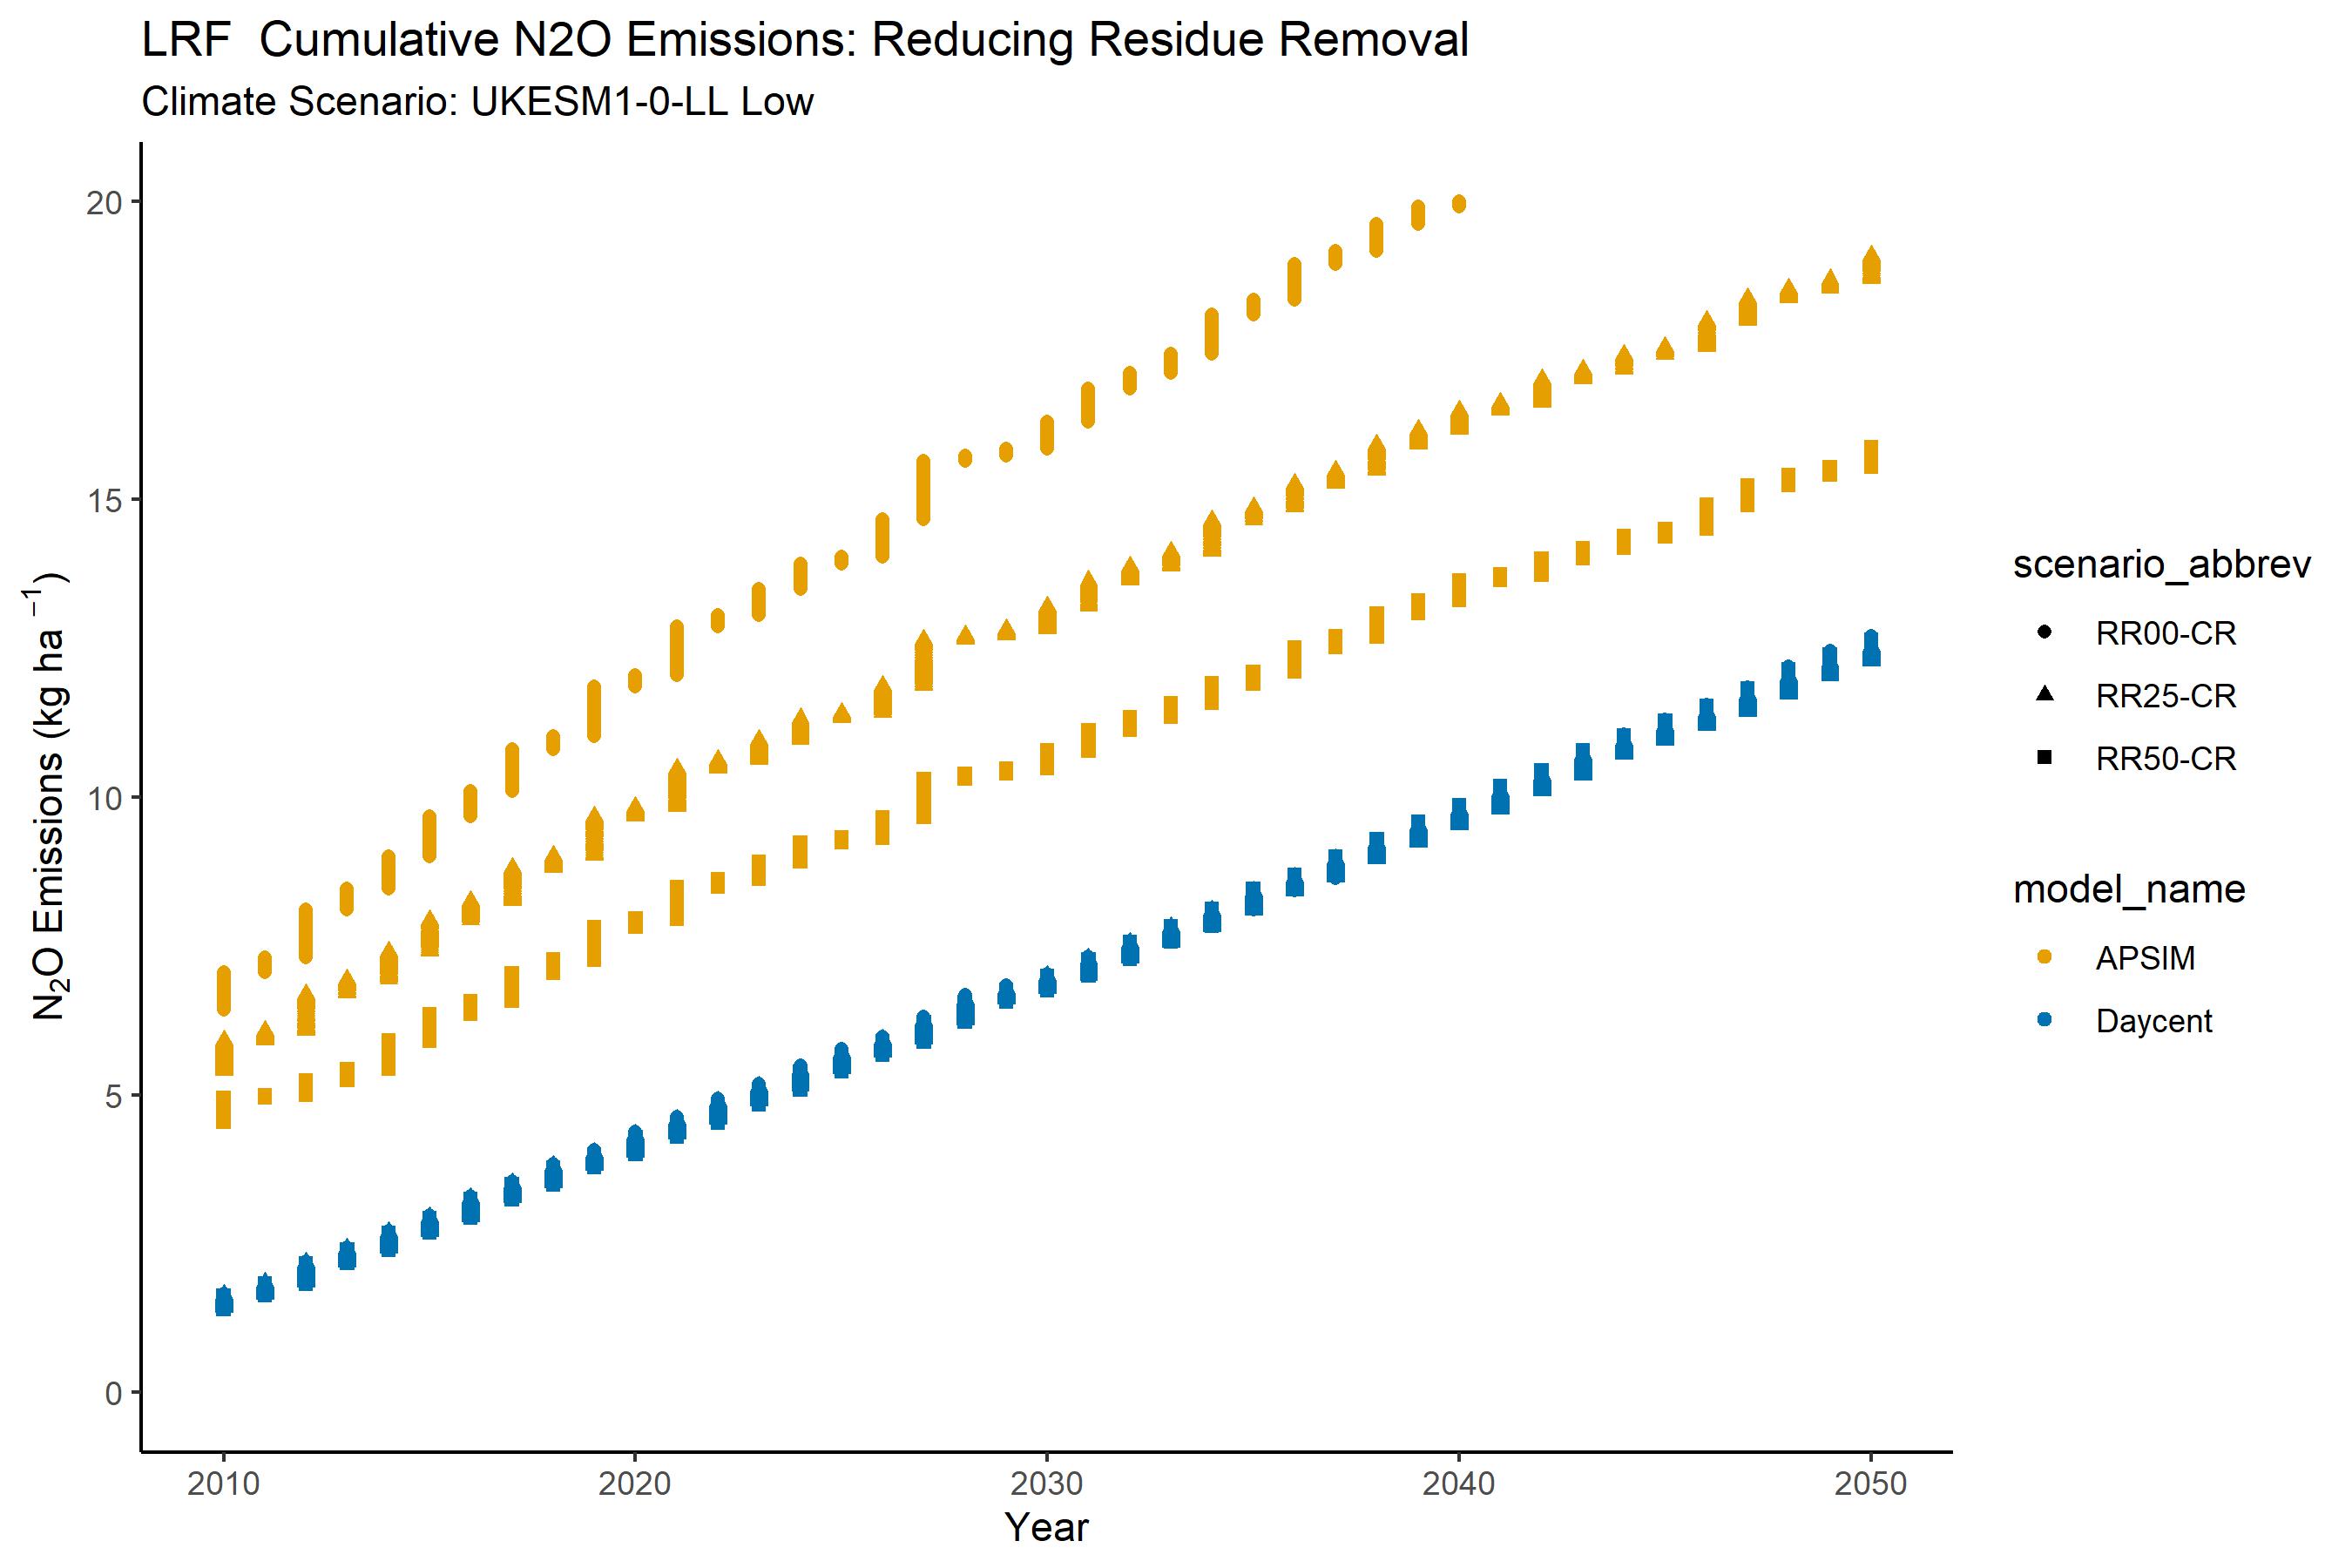 LRF  Cumulative N2O Emissions: Reducing Residue Removal
Climate Scenario: UKESM1-0-LL Low
N₂O Emissions (kg ha ⁻¹)
20
15
10
5
0
2010 2020 2030 2040 2050
Year
scenario_abbrev
RR00-CR
RR25-CR
RR50-CR
model_name
APSIM
Daycent